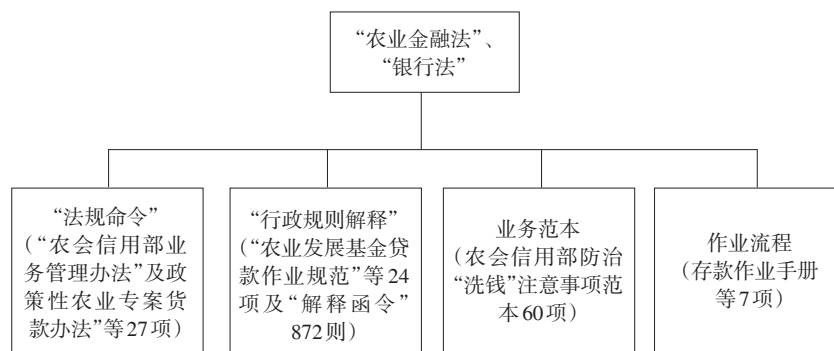 “农业金融法”、
“银行法”
“法规命令”
（“农会信用部业
务管理办法”及政
策性农业专案货
款办法”等27项）
“行政规则解释”
（“农业发展基金贷
款作业规范”等24
项及“解释函令”
872则）
业务范本
（农会信用部防治
“洗钱”注意事项范
本60项）
作业流程
（存款作业手册
等7项）